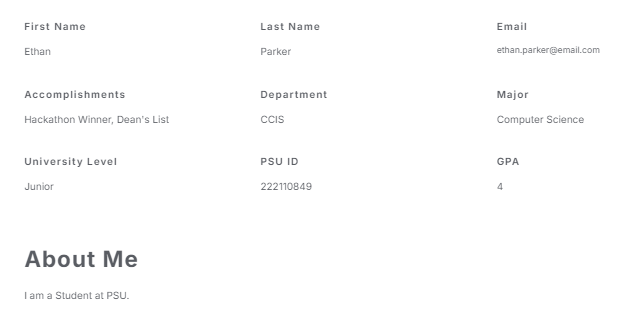 First Name Last Name Email
Ethan Parker ethan.parker@email.com
Accomplishments Department Major
Hackathon Winner, Dean's List CCIS Computer Science
University Level PSU ID GPA
Junior 222110849 4
About Me
I am a Student at PSU.